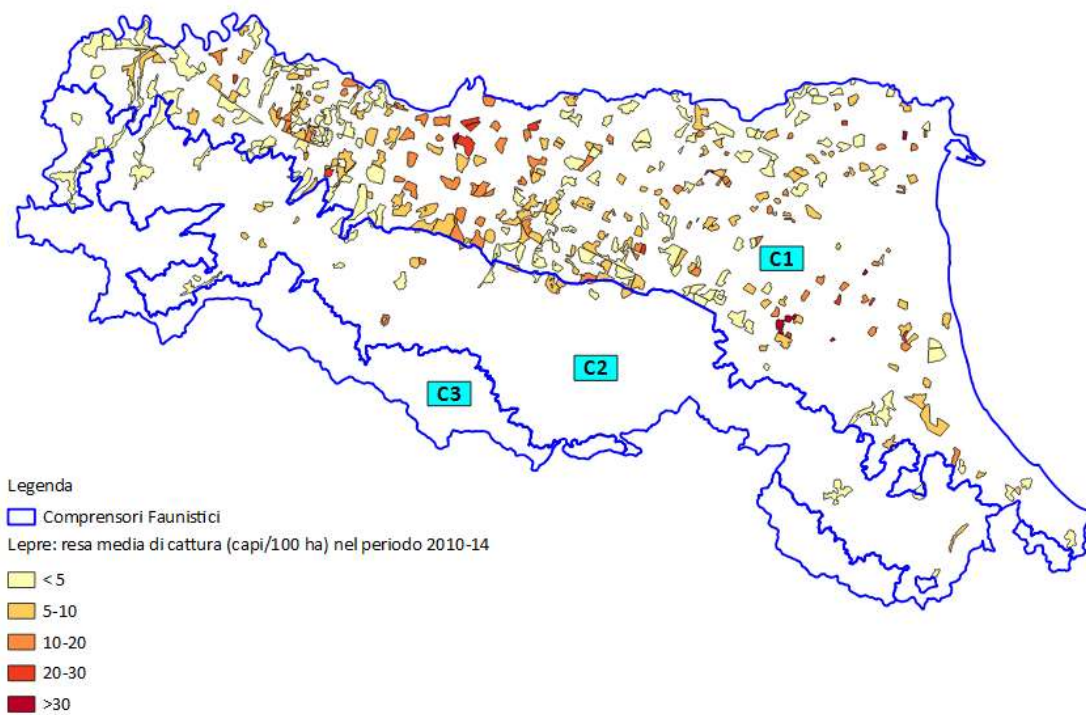 C1
C2
C3
Legenda
Comprensori Faunistici
Lepre: resa media di cattura (capi/100 ha) nel periodo 2010-14
< 5
5-10
10-20
20-30
>30